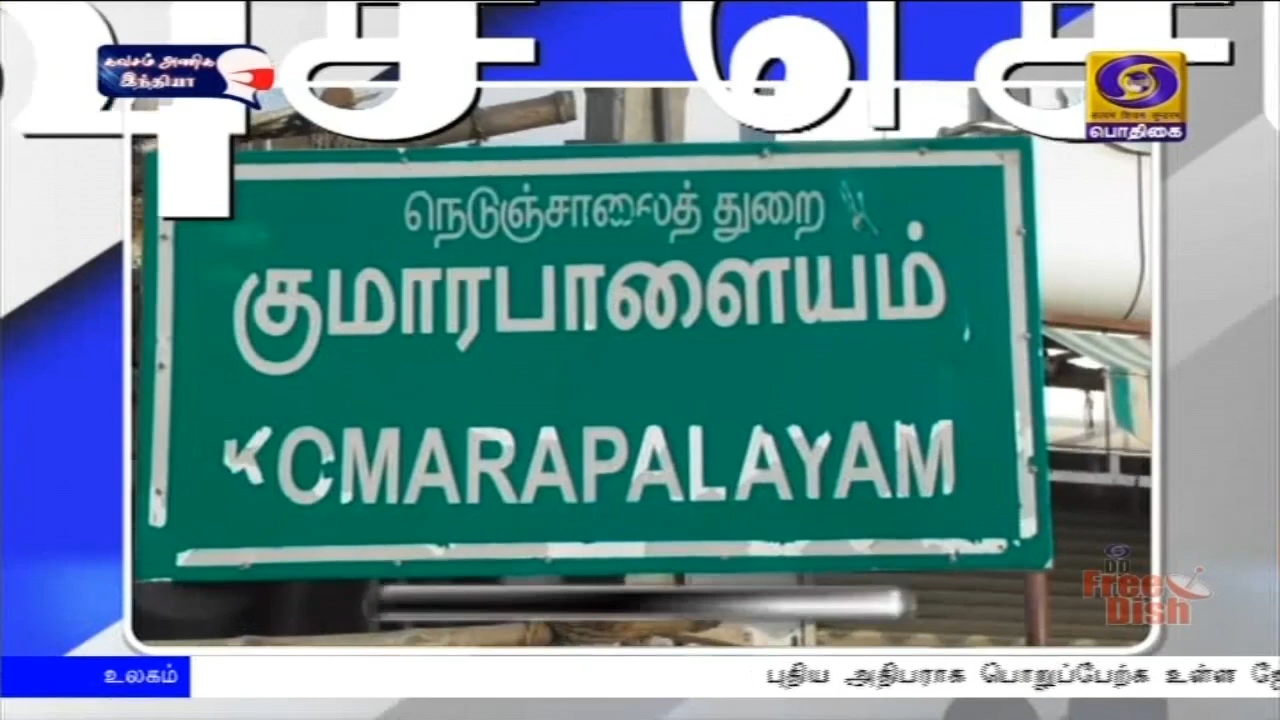 கவசம் அணிக
இந்தியா
பொதிகை
நெடுஞ்சாலைத் துறை
குமாரபாளையம்
KOMARAPALAYAM
DD
Free
Dish
உலகம்
புதிய அதிபராக பொறுப்பேற்க உள்ள